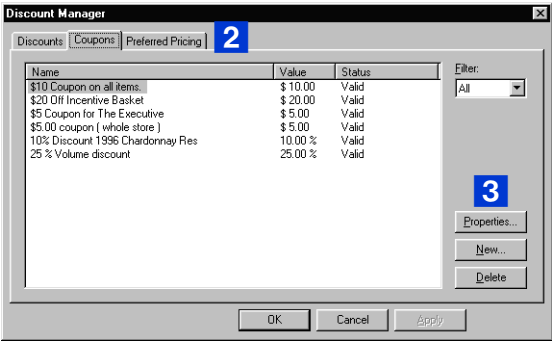 Discount Manager
Discounts Coupons Preferred Pricing 2
Name Value Status
$10 Coupon on all items. $ 10.00 Valid
$20 Off Incentive Basket $ 20.00 Valid
$5 Coupon for The Executive $ 5.00 Valid
$5.00 coupon ( whole store ) $ 5.00 Valid
10% Discount 1996 Chardonnay Res 10.00 % Valid
25 % Volume discount 25.00 % Valid
Filter:
All
3
Properties...
New...
Delete
OK Cancel Apply